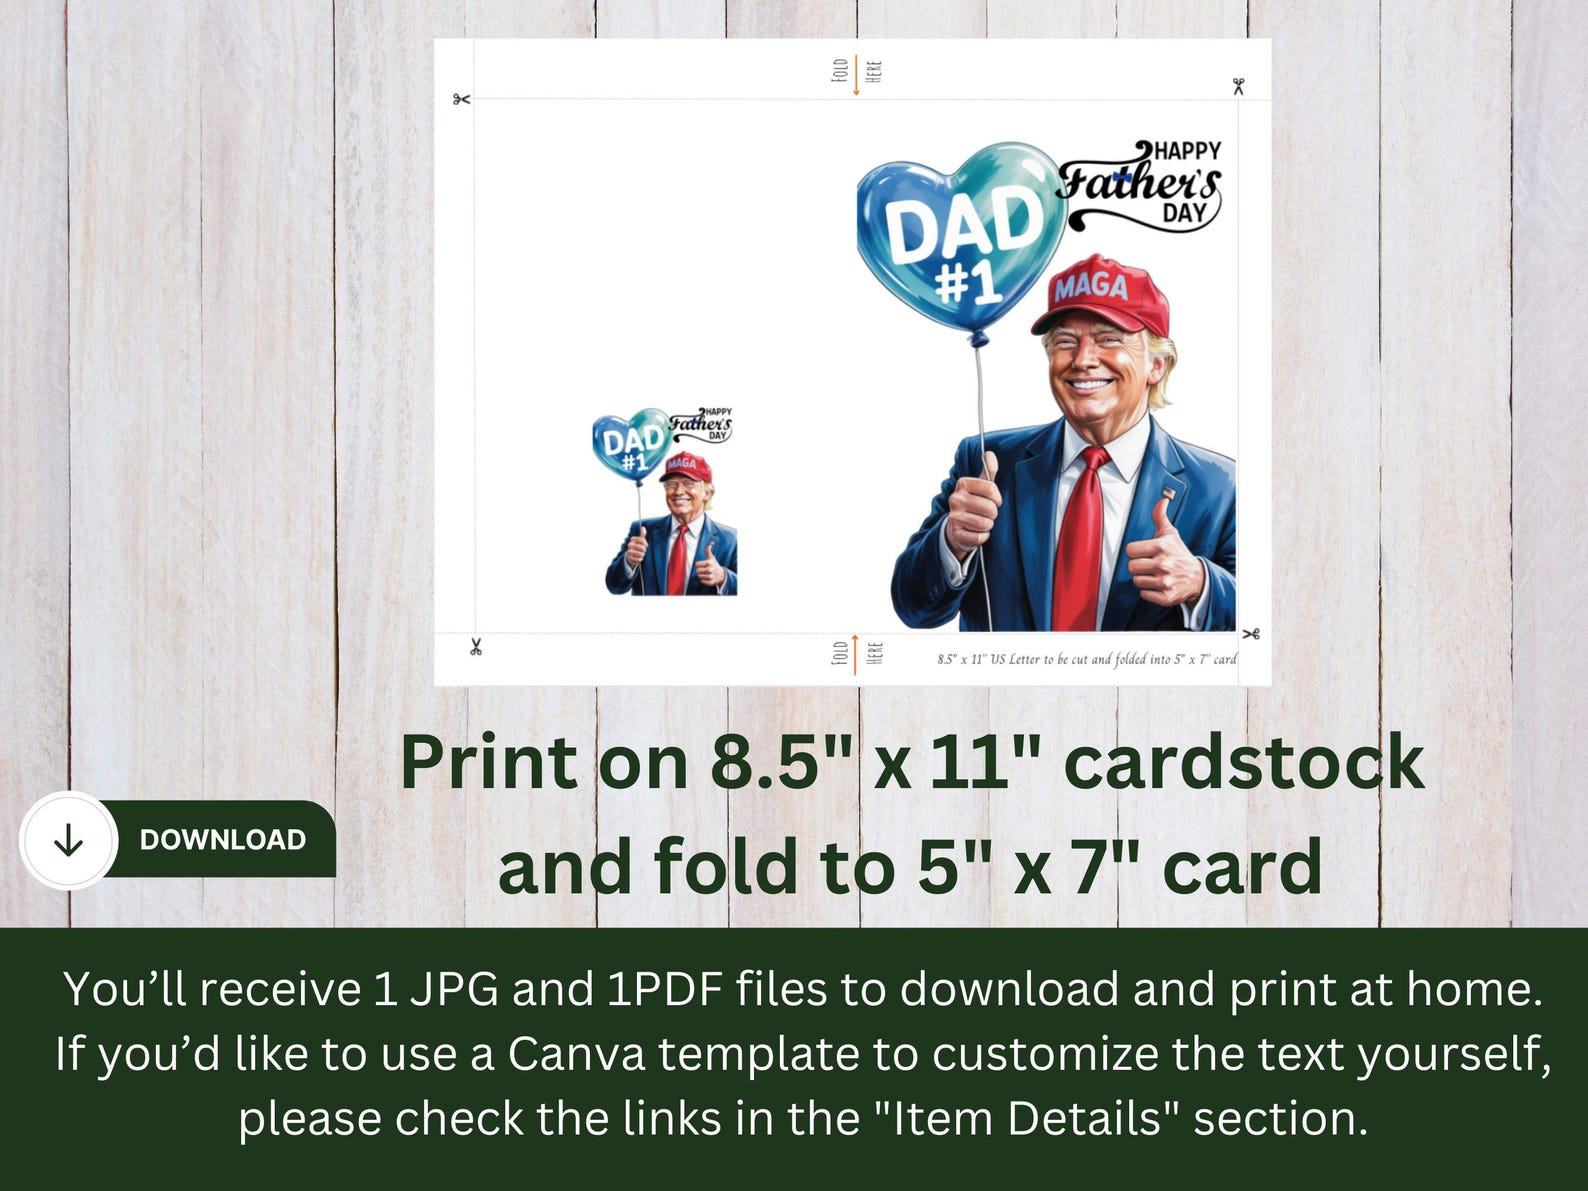 FOLD HERE
HAPPY
Father's
DAY
DAD
#1
MAGA
HAPPY
Father's
DAY
DAD
#1
MAGA
FOLD HERE
8.5" x 11" US Letter to be cut and folded into 5" x 7" card
Print on 8.5" x 11" cardstock
and fold to 5" x 7" card
DOWNLOAD
You’ll receive 1 JPG and 1PDF files to download and print at home.
If you’d like to use a Canva template to customize the text yourself,
please check the links in the "Item Details" section.